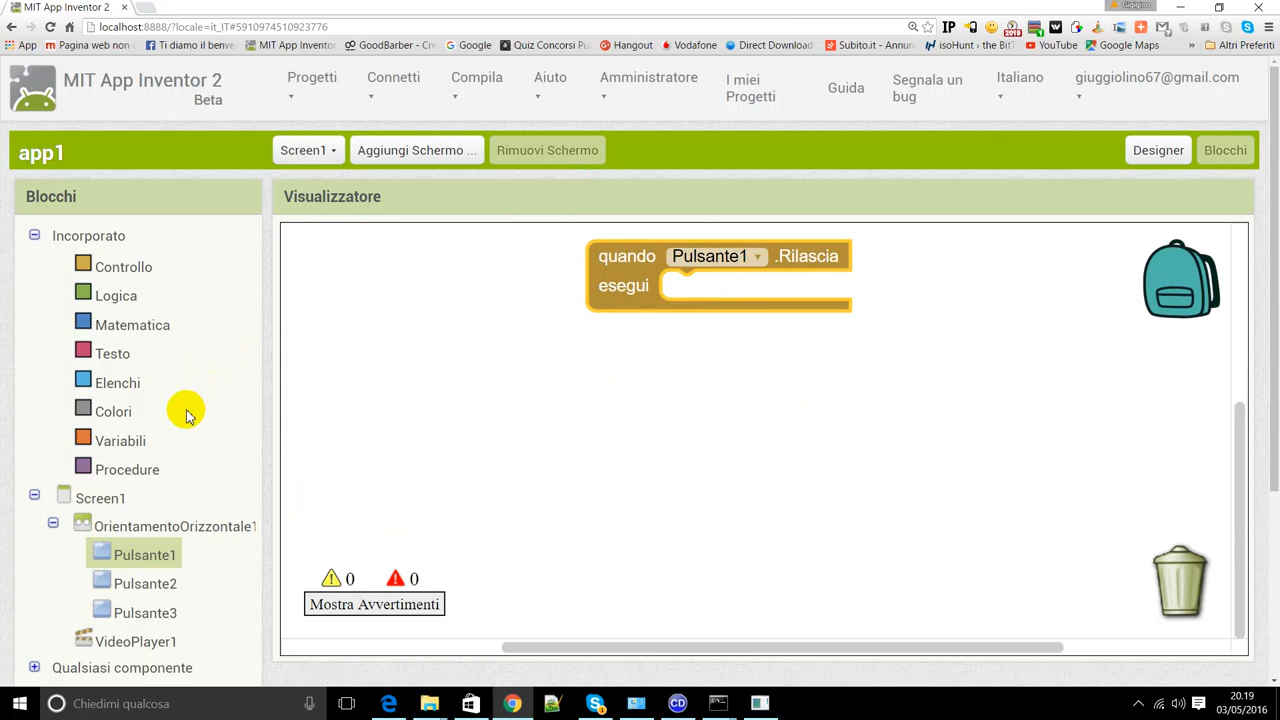 MIT App Inventor 2
Gigiqino
localhost:8888/?locale=it_IT#5910974510923776
App
Pagina web non c
Ti diamo il benve
MIT App Inventor
GoodBarber - Cre
Google
Quiz Concorsi Pu
Hangout
Vodafone
Direct Download
Subito.it - Annun
isoHunt › the BitT
YouTube
Google Maps
»
Altri Preferiti
MIT App Inventor 2
Beta
Progetti
Connetti
Compila
Aiuto
Amministratore
I miei
Progetti
Guida
Segnala un
bug
Italiano
giuggiolino67@gmail.com
app1
Screen1
Aggiungi Schermo ...
Rimuovi Schermo
Designer
Blocchi
Blocchi
Visualizzatore
Incorporato
Controllo
Logica
Matematica
Testo
Elenchi
Colori
Variabili
Procedure
Screen1
OrientamentoOrizzontale1
Pulsante1
Pulsante2
Pulsante3
VideoPlayer1
Qualsiasi componente
quando Pulsante1 .Rilascia
esegui
0 0
Mostra Avvertimenti
Chiedimi qualcosa
20.19
03/05/2016